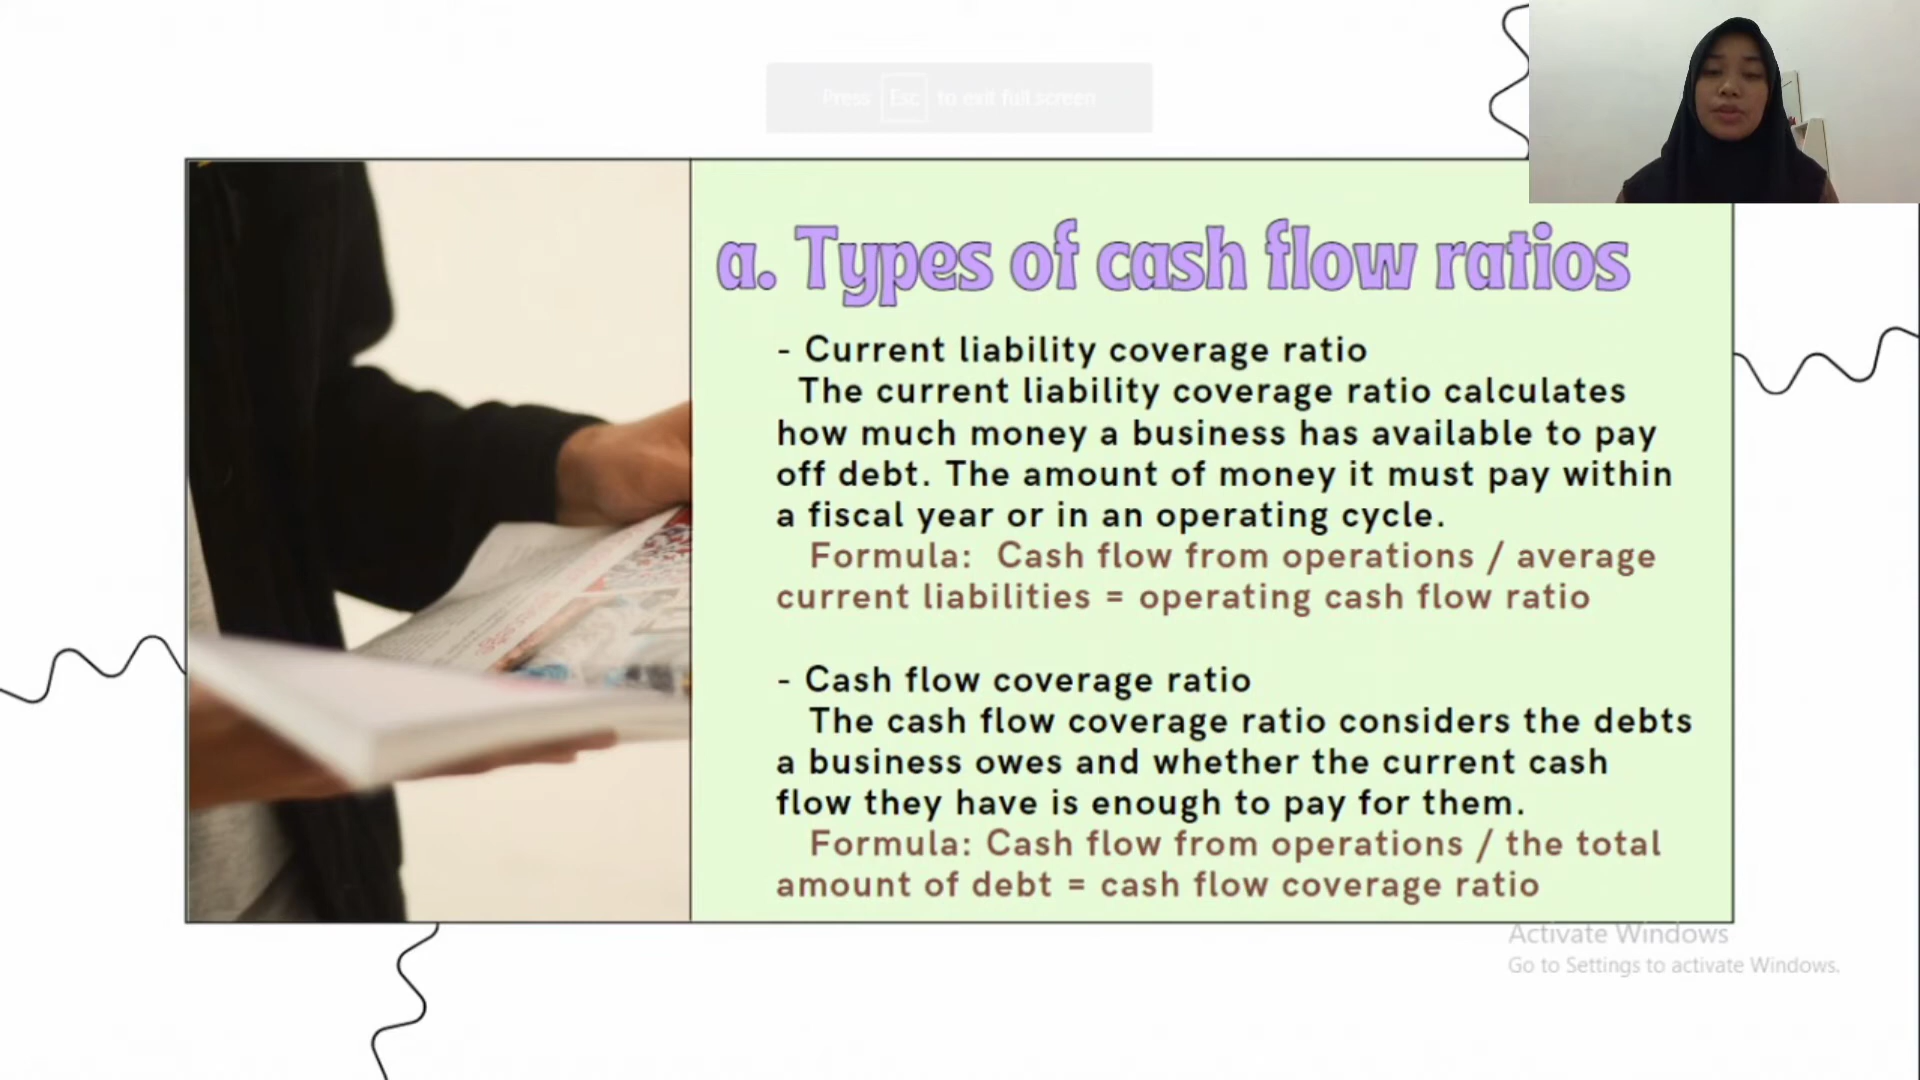 Press Esc to exit full screen
a. Types of cash flow ratios
- Current liability coverage ratio
The current liability coverage ratio calculates
how much money a business has available to pay
off debt. The amount of money it must pay within
a fiscal year or in an operating cycle.
Formula: Cash flow from operations / average
current liabilities = operating cash flow ratio
- Cash flow coverage ratio
The cash flow coverage ratio considers the debts
a business owes and whether the current cash
flow they have is enough to pay for them.
Formula: Cash flow from operations / the total
amount of debt = cash flow coverage ratio
Activate Windows
Go to Settings to activate Windows.